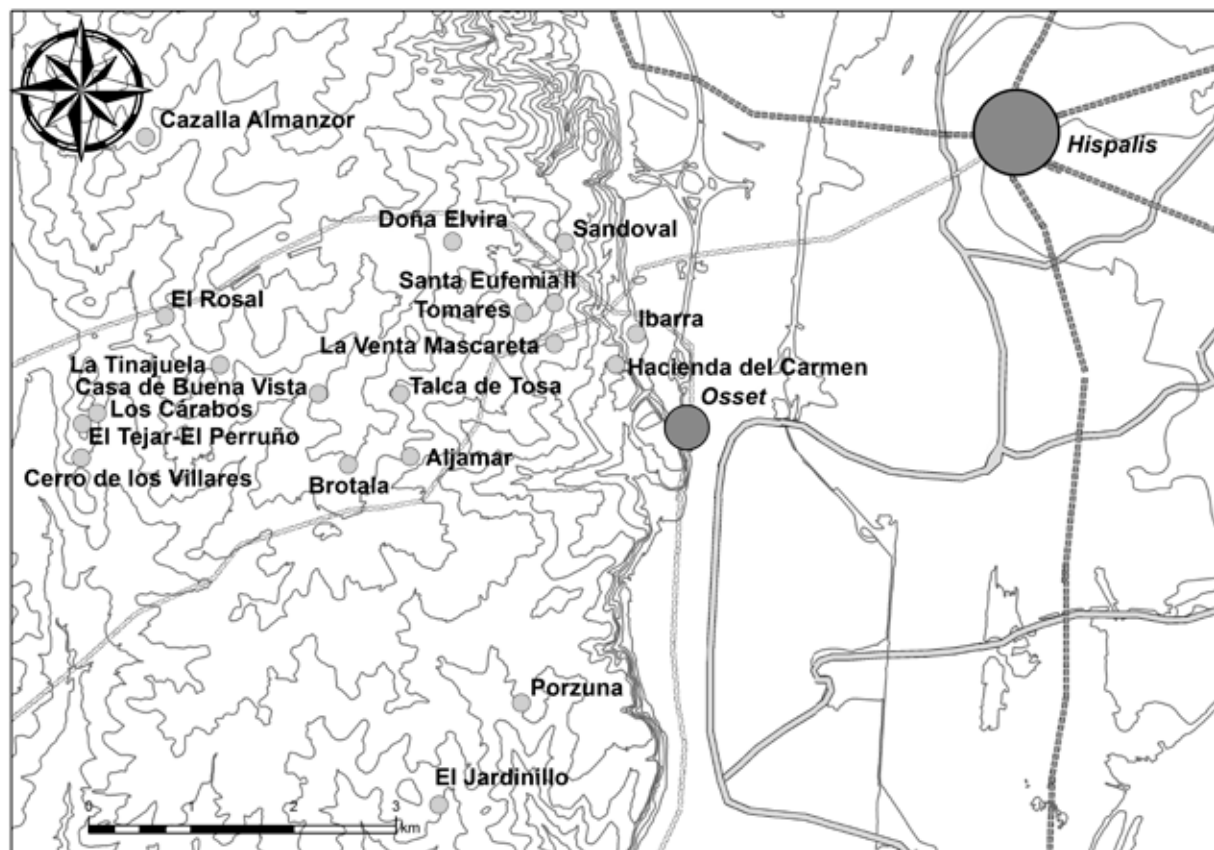 Cazalla Almanzor
Hispalis
Doña Elvira
Sandoval
Santa Eufemia II
El Rosal
Tomares
Ibarra
La Venta Mascareta
La Tinajuela
Hacienda del Carmen
Casa de Buena Vista
Talca de Tosa
Osset
Los Cárabos
El Tejar-El Perruño
Aljamar
Cerro de los Villares
Brotala
Porzuna
El Jardinillo
0 1 2 3
km